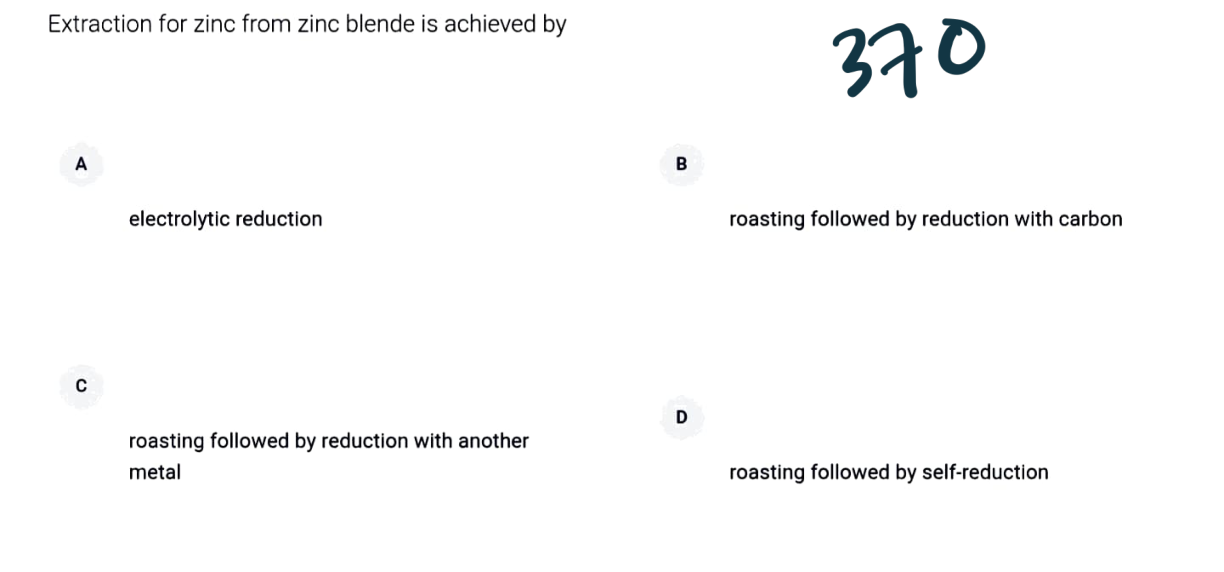 Extraction for zinc from zinc blende is achieved by
370
A
electrolytic reduction
B
roasting followed by reduction with carbon
C
roasting followed by reduction with another
metal
D
roasting followed by self-reduction